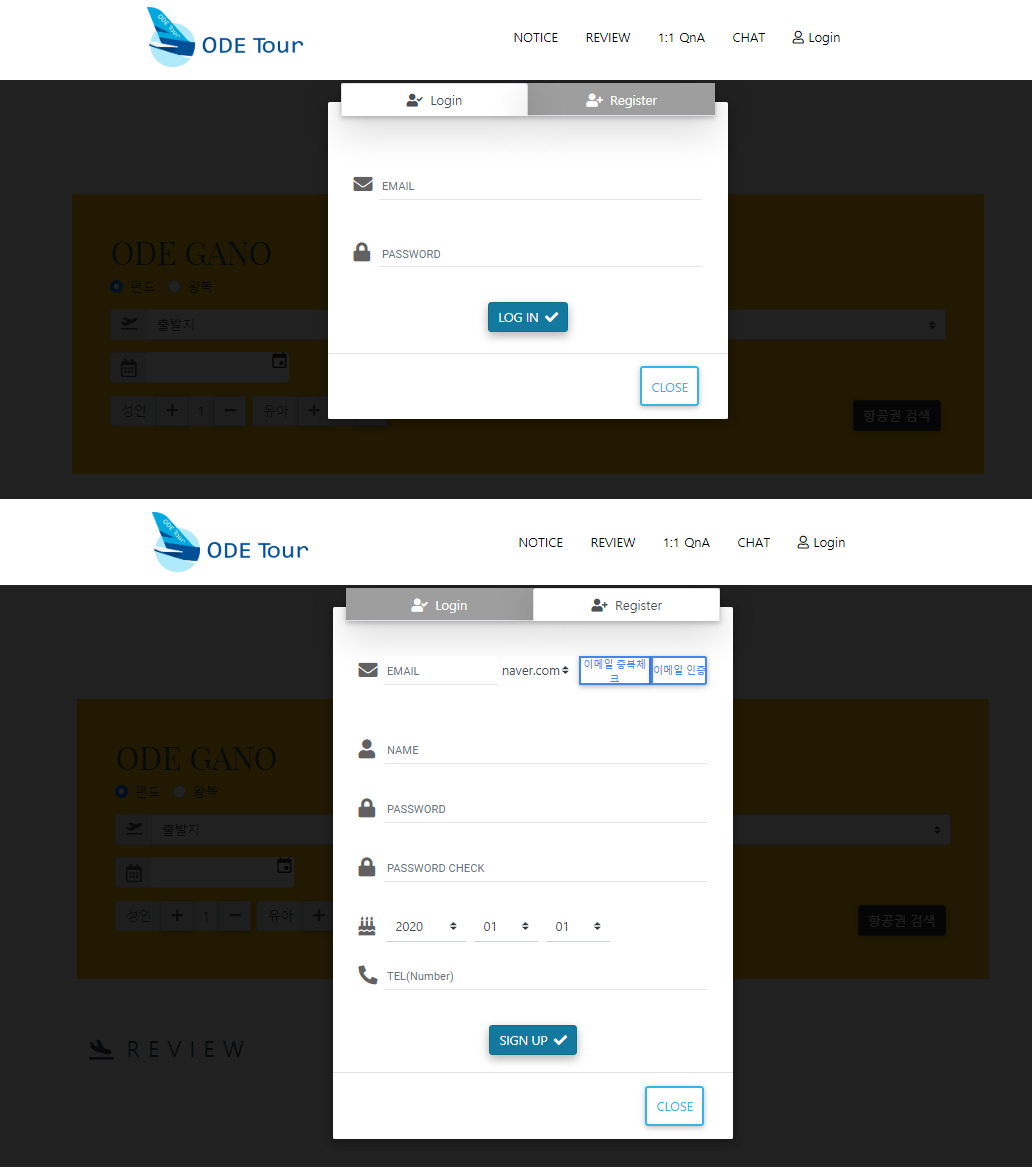 ODE Tour
ODE Tour
NOTICE REVIEW 1:1 QnA CHAT Login
Login Register
EMAIL
PASSWORD
LOG IN
CLOSE
ODE GANO
편도 왕복
출발지
성인 1 유아
항공권 검색
ODE Tour
ODE Tour
NOTICE REVIEW 1:1 QnA CHAT Login
Login Register
EMAIL naver.com 이메일 중복체
크
이메일 인증
NAME
PASSWORD
PASSWORD CHECK
2020 01 01
TEL(Number)
SIGN UP
CLOSE
ODE GANO
편도 왕복
출발지
성인 1 유아
항공권 검색
REVIEW